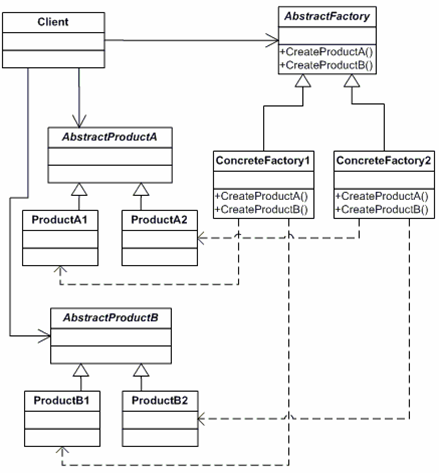 Client
AbstractFactory
+CreateProductA()
+CreateProductB()
AbstractProductA
ConcreteFactory1
+CreateProductA()
+CreateProductB()
ConcreteFactory2
+CreateProductA()
+CreateProductB()
ProductA1
ProductA2
AbstractProductB
ProductB1
ProductB2